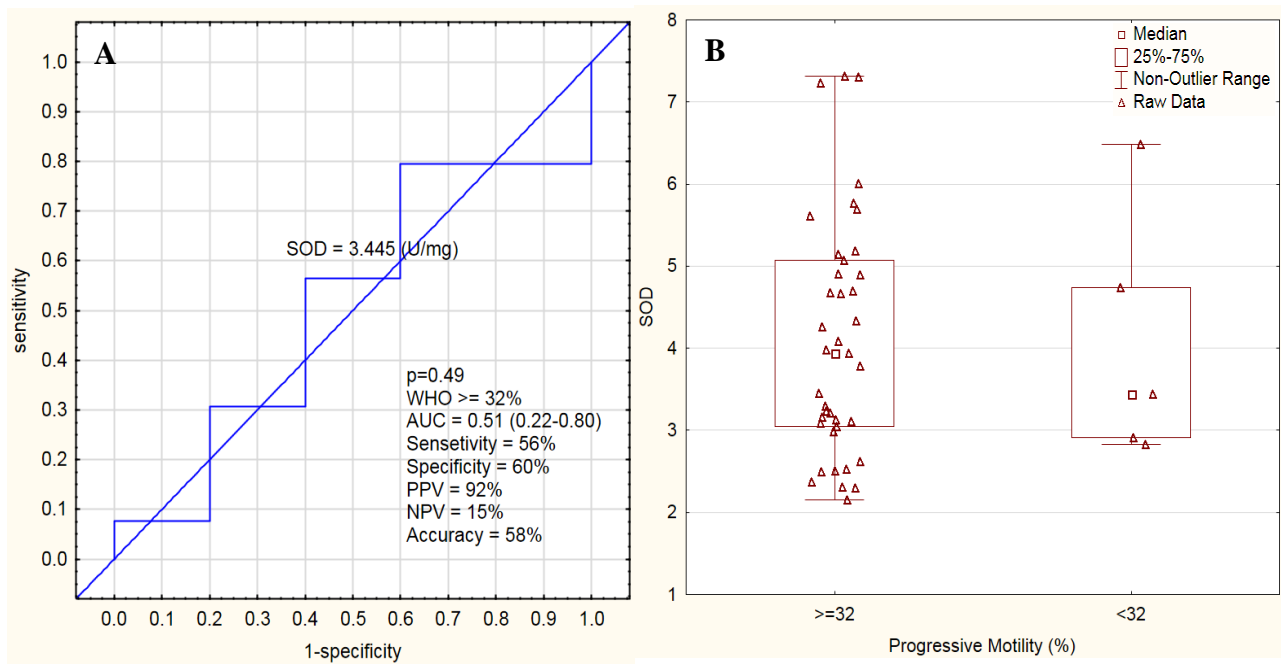 A
1.0
0.9
0.8
0.7
0.6
0.5
0.4
0.3
0.2
0.1
0.0
sensitivity
SOD = 3.445 (U/mg)
p=0.49
WHO >= 32%
AUC = 0.51 (0.22-0.80)
Sensetivity = 56%
Specificity = 60%
PPV = 92%
NPV = 15%
Accuracy = 58%
0.0 0.1 0.2 0.3 0.4 0.5 0.6 0.7 0.8 0.9 1.0
1-specificity
B
8
7
6
5
4
3
2
1
SOD
Median
25%-75%
Non-Outlier Range
Raw Data
>=32 <32
Progressive Motility (%)